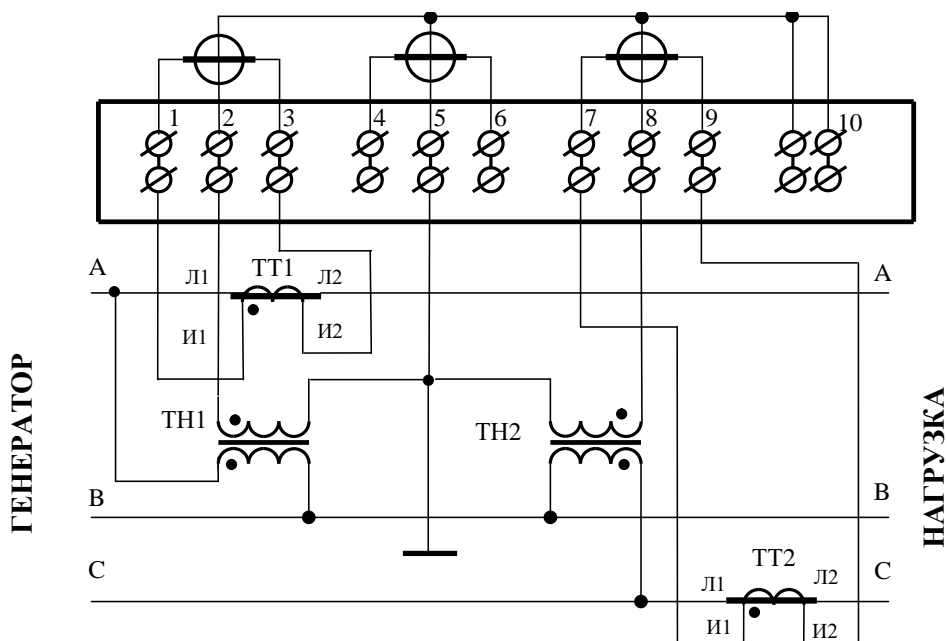 1 2 3 4 5 6 7 8 9 10
А Л1 ТТ1 Л2 А
И1 И2
ГЕНЕРАТОР
НАГРУЗКА
ТН1 ТН2
В В
С ТТ2 С
Л1 Л2
И1 И2